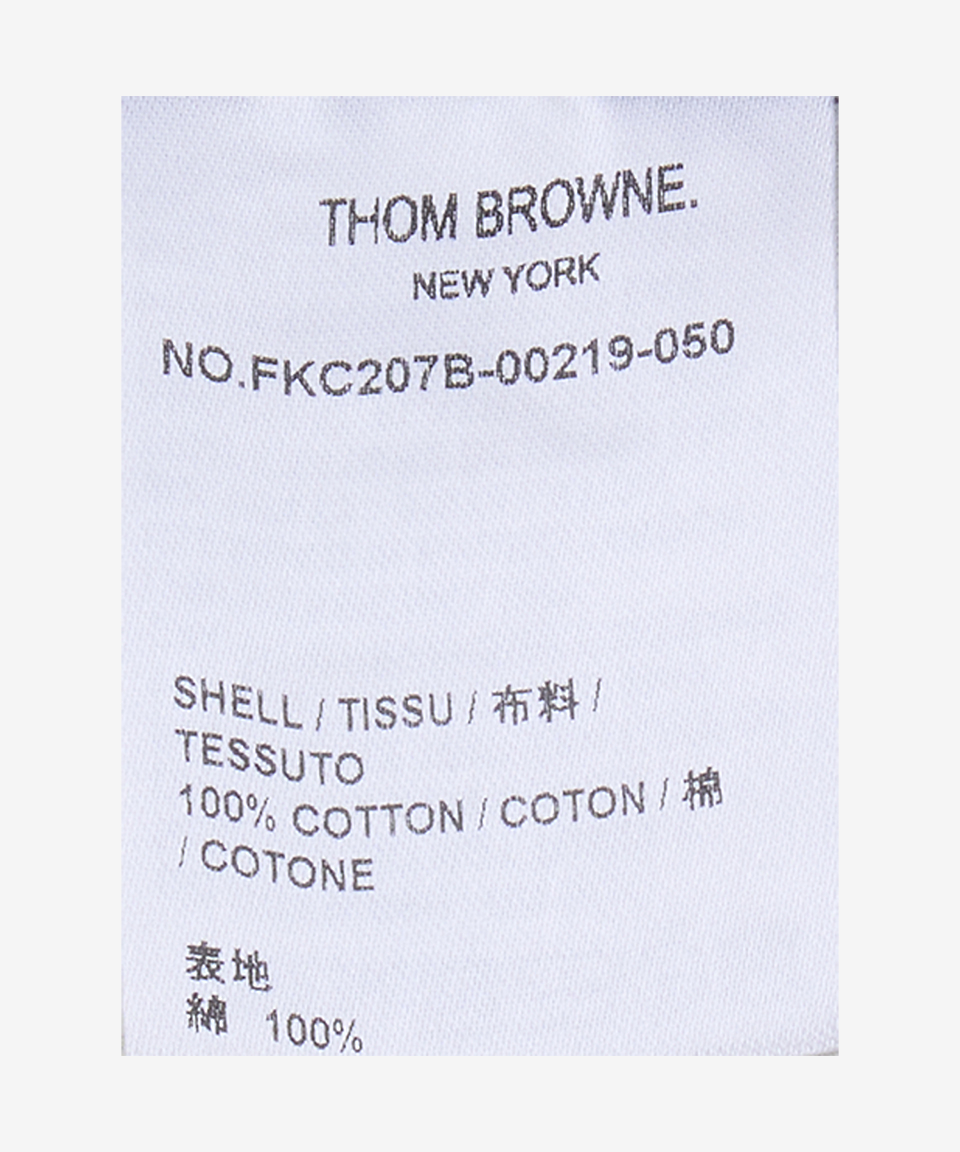 THOM BROWNE.
NEW YORK
NO.FKC207B-00219-050
SHELL / TISSU / 布料 /
TESSUTO
100% COTTON / COTON / 棉
/ COTONE
表地
綿 100%